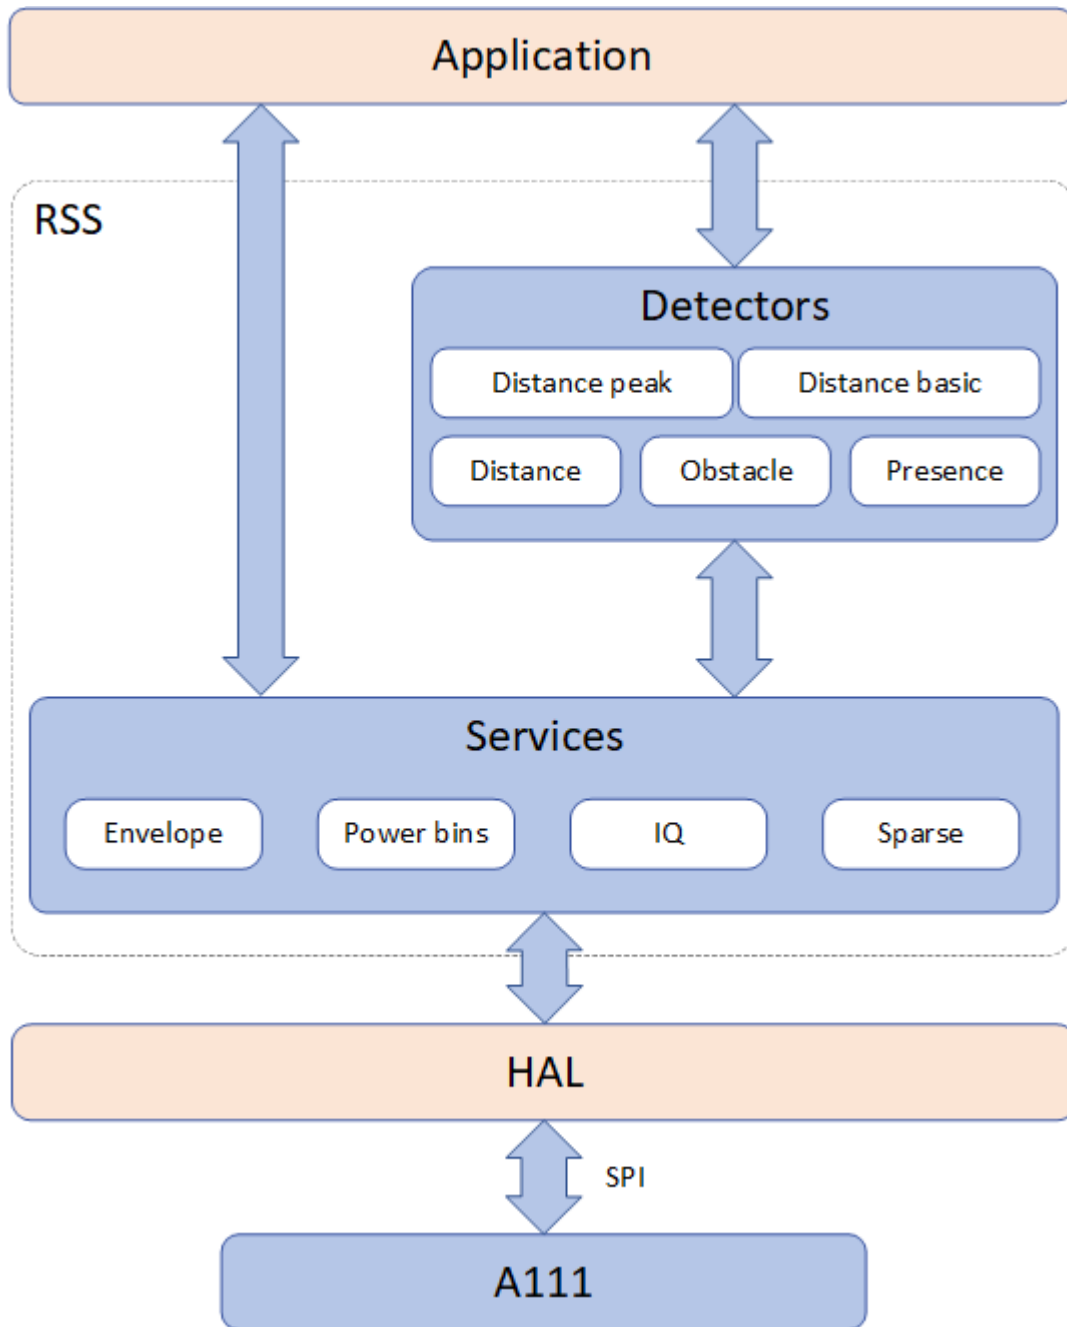 Application
RSS
Detectors
Distance peak
Distance basic
Distance
Obstacle
Presence
Services
Envelope
Power bins
IQ
Sparse
HAL
SPI
A111